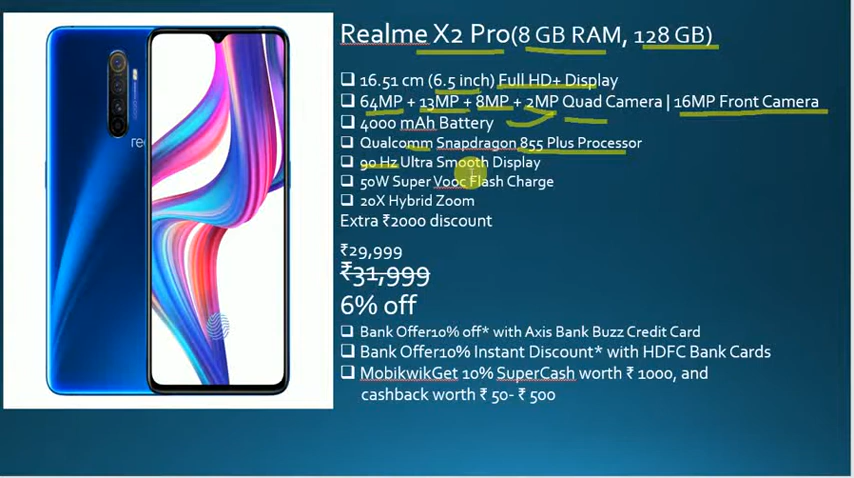 Realme X2 Pro(8 GB RAM, 128 GB)
16.51 cm (6.5 inch) Full HD+ Display
64MP + 13MP + 8MP + 2MP Quad Camera | 16MP Front Camera
4000 mAh Battery
Qualcomm Snapdragon 855 Plus Processor
90 Hz Ultra Smooth Display
50W Super Vooc Flash Charge
20X Hybrid Zoom
Extra ₹2000 discount
₹29,999
₹31,999
6% off
Bank Offer10% off* with Axis Bank Buzz Credit Card
Bank Offer10% Instant Discount* with HDFC Bank Cards
MobikwikGet 10% SuperCash worth ₹ 1000, and
cashback worth ₹ 50- ₹ 500